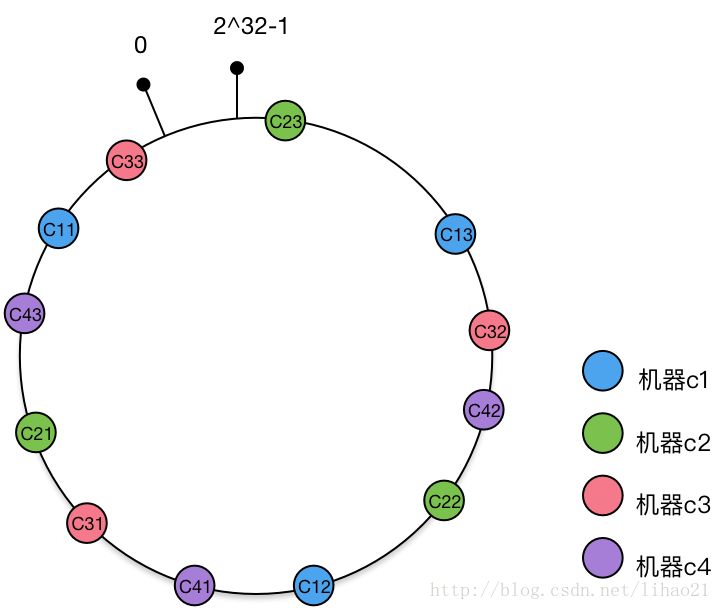 2^32-1
0
C23
C33
C11
C13
C43
C32
机器c1
C42
C21
机器c2
C22
机器c3
C31
机器c4
C41
C12
http://blog.csdn.net/lihao21